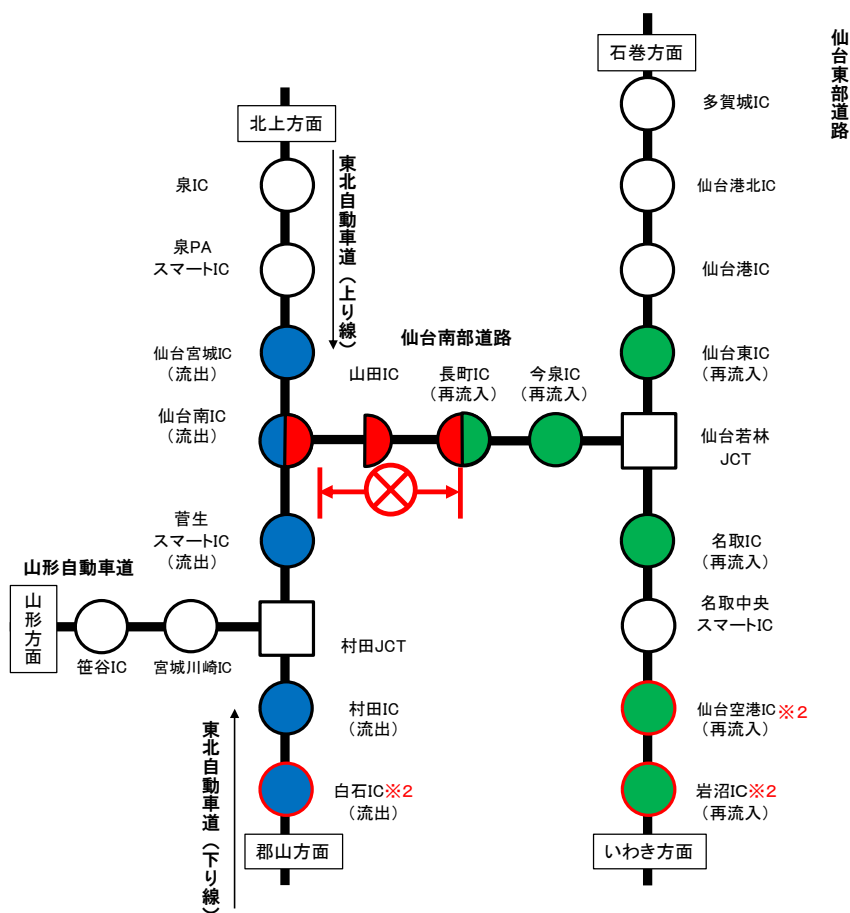 仙台東部道路
石巻方面
多賀城IC
仙台港北IC
仙台港IC
仙台東IC
(再流入)
仙台若林
JCT
名取IC
(再流入)
名取中央
スマートIC
仙台空港IC※2
(再流入)
岩沼IC※2
(再流入)
いわき方面
北上方面
東北自動車道(上り線)
泉IC
泉PA
スマートIC
仙台宮城IC
(流出)
仙台南IC
(流出)
仙台南部道路
山田IC
長町IC
(再流入)
今泉IC
(再流入)
菅生
スマートIC
(流出)
山形自動車道
山形方面
笹谷IC
宮城川崎IC
村田JCT
村田IC
(流出)
東北自動車道(下り線)
白石IC※2
(流出)
郡山方面